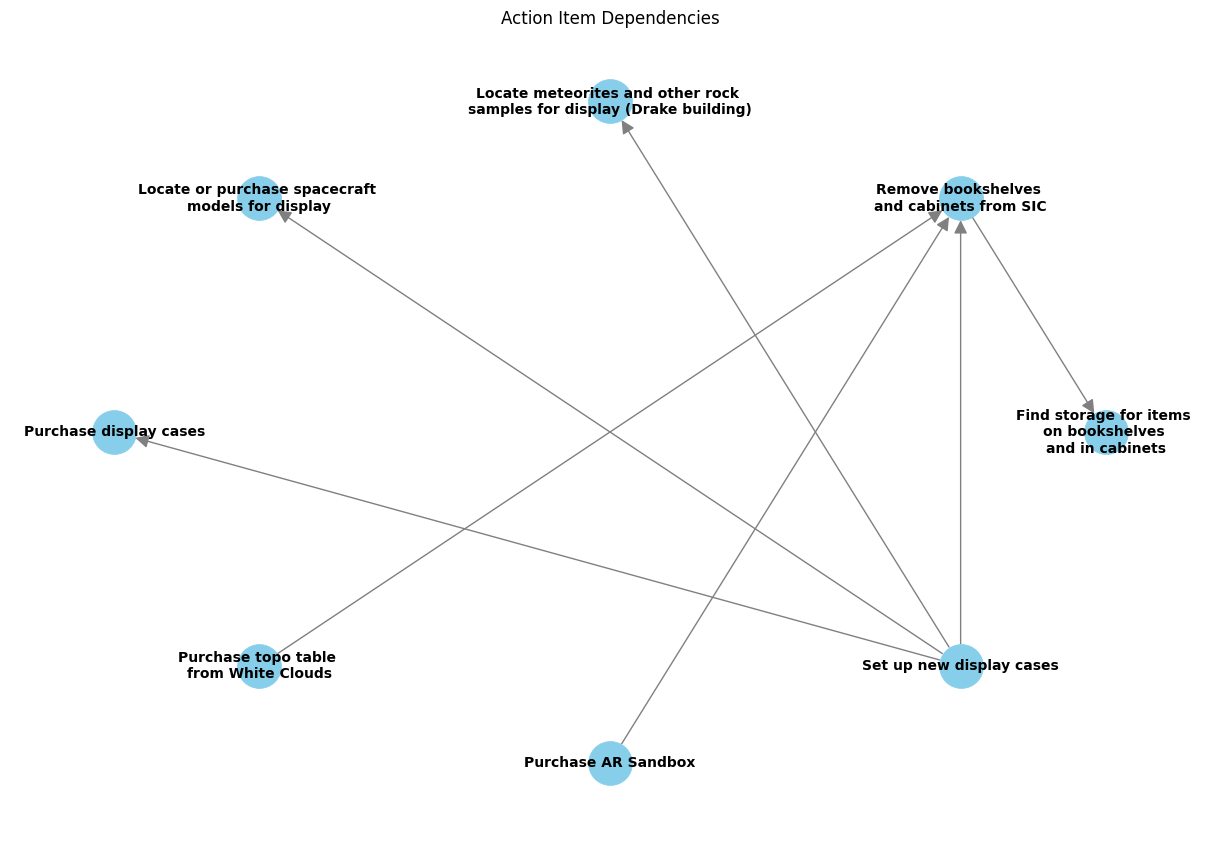 Action Item Dependencies
Locate meteorites and other rock
samples for display (Drake building)
Locate or purchase spacecraft
models for display
Remove bookshelves
and cabinets from SIC
Purchase display cases
Find storage for items
on bookshelves
and in cabinets
Purchase topo table
from White Clouds
Set up new display cases
Purchase AR Sandbox